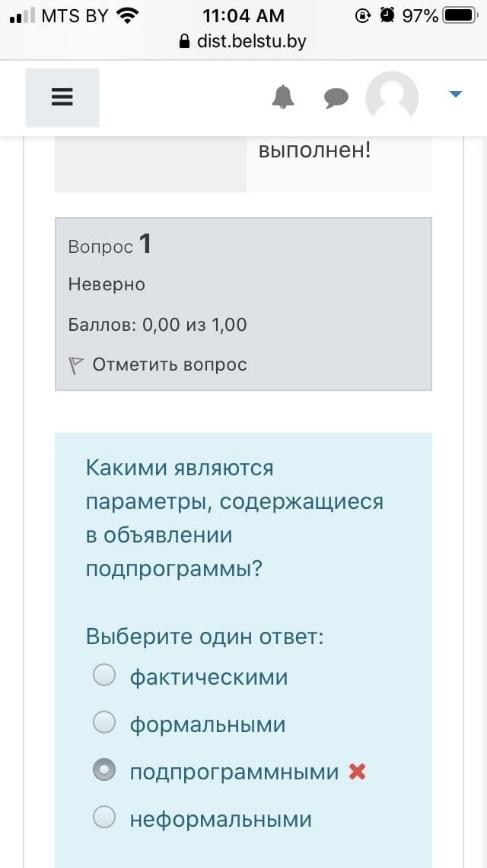 MTS BY 11:04 AM 97%
dist.belstu.by
выполнен!
Вопрос 1
Неверно
Баллов: 0,00 из 1,00
Отметить вопрос
Какими являются
параметры, содержащиеся
в объявлении
подпрограммы?
Выберите один ответ:
фактическими
формальными
подпрограммными
неформальными